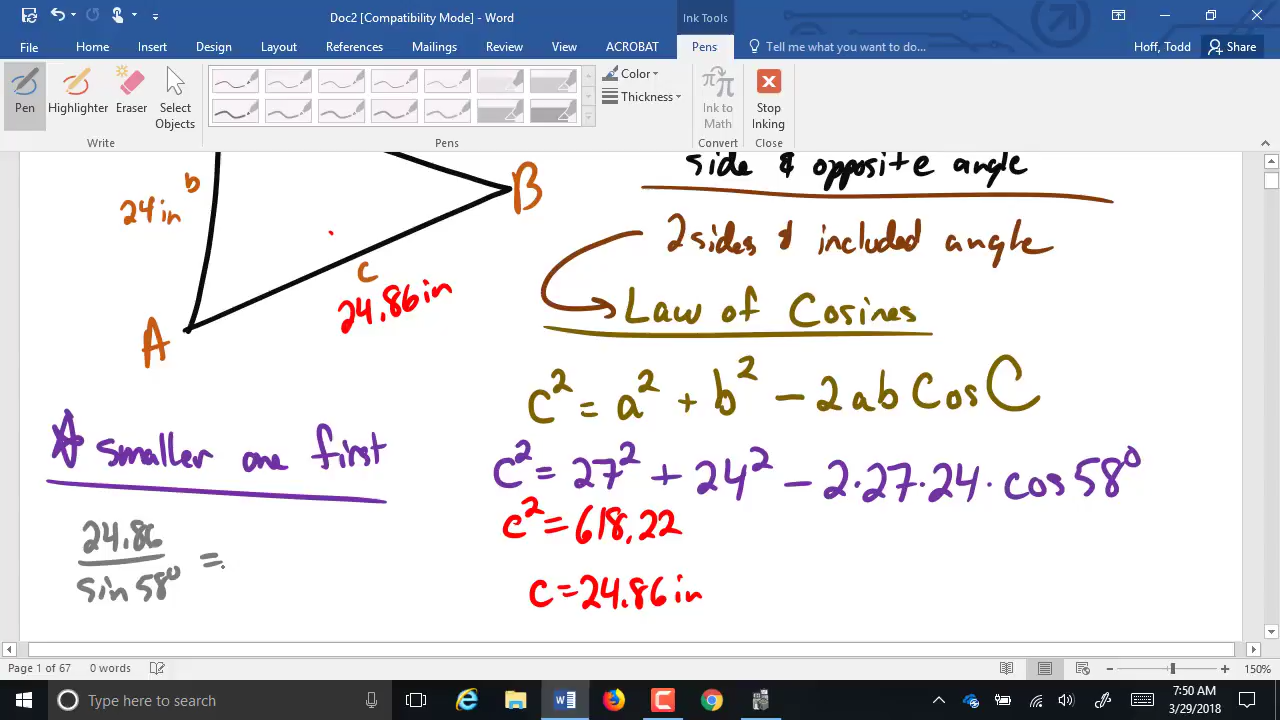 Doc2 [Compatibility Mode] - Word
Ink Tools
File Home Insert Design Layout References Mailings Review View ACROBAT Pens Tell me what you want to do... Hoff, Todd Share
Pen Highlighter Eraser Select Objects
Color
Thickness
Ink to Math
Stop Inking
Write Pens Convert Close
side & opposite angle
b
24 in
B
2 sides & included angle
c
24.86 in
Law of Cosines
A
c² = a² + b² - 2ab Cos C
smaller one first
c² = 27² + 24² - 2·27·24·cos 58°
c² = 618.22
24.86
sin 58°
=
c = 24.86 in
Page 1 of 67 0 words 150%
Type here to search
7:50 AM
3/29/2018